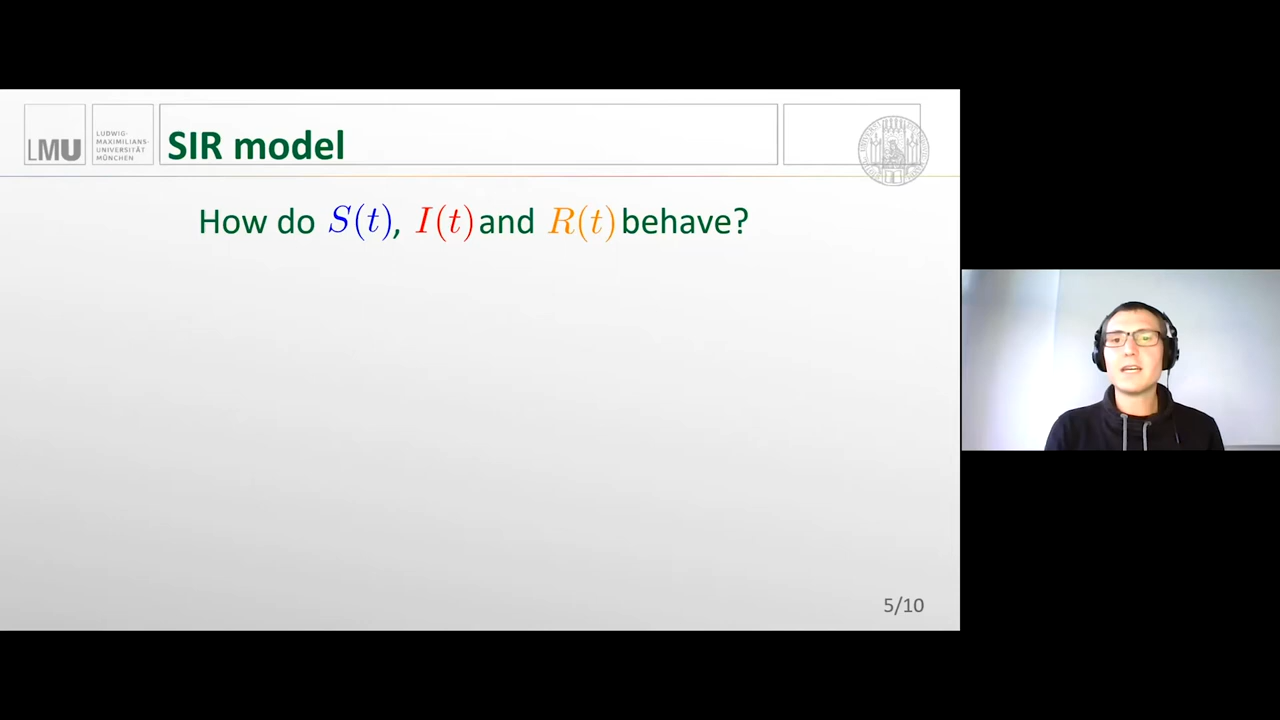 LMU
LUDWIG-
MAXIMILIANS-
UNIVERSITÄT
MÜNCHEN
SIR model
How do S(t), I(t) and R(t) behave?
5/10